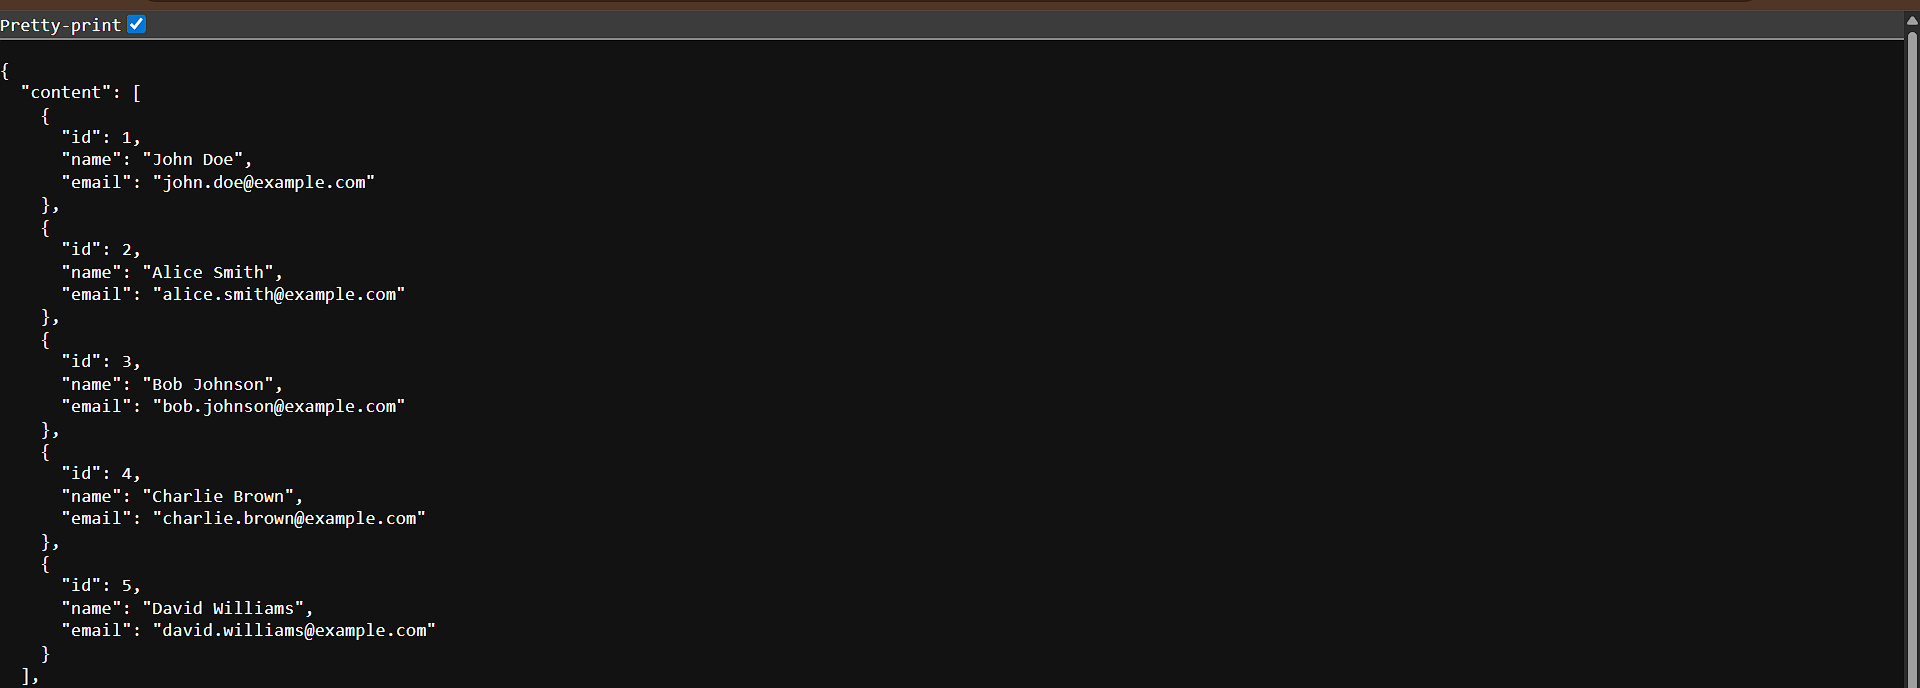 Pretty-print
{
  "content": [
    {
      "id": 1,
      "name": "John Doe",
      "email": "john.doe@example.com"
    },
    {
      "id": 2,
      "name": "Alice Smith",
      "email": "alice.smith@example.com"
    },
    {
      "id": 3,
      "name": "Bob Johnson",
      "email": "bob.johnson@example.com"
    },
    {
      "id": 4,
      "name": "Charlie Brown",
      "email": "charlie.brown@example.com"
    },
    {
      "id": 5,
      "name": "David Williams",
      "email": "david.williams@example.com"
    }
  ],